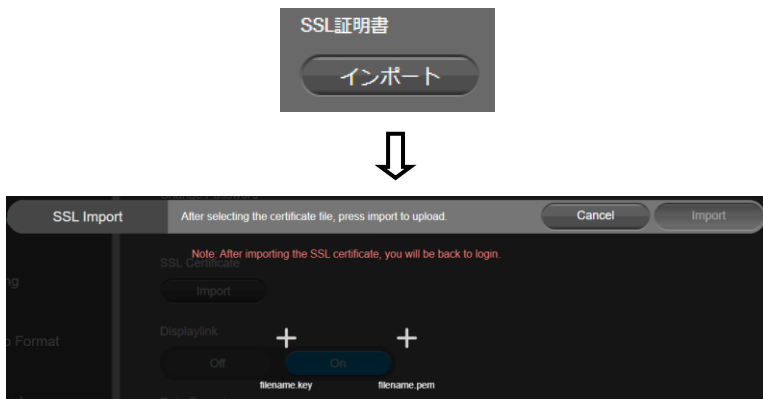 SSL証明書
インポート
SSL Import
After selecting the certificate file, press import to upload.
Cancel
Import
Note: After importing the SSL certificate, you will be back to login.
SSL Certificate
Import
Displaylink
Format
Off
On
filename.key
filename.pem